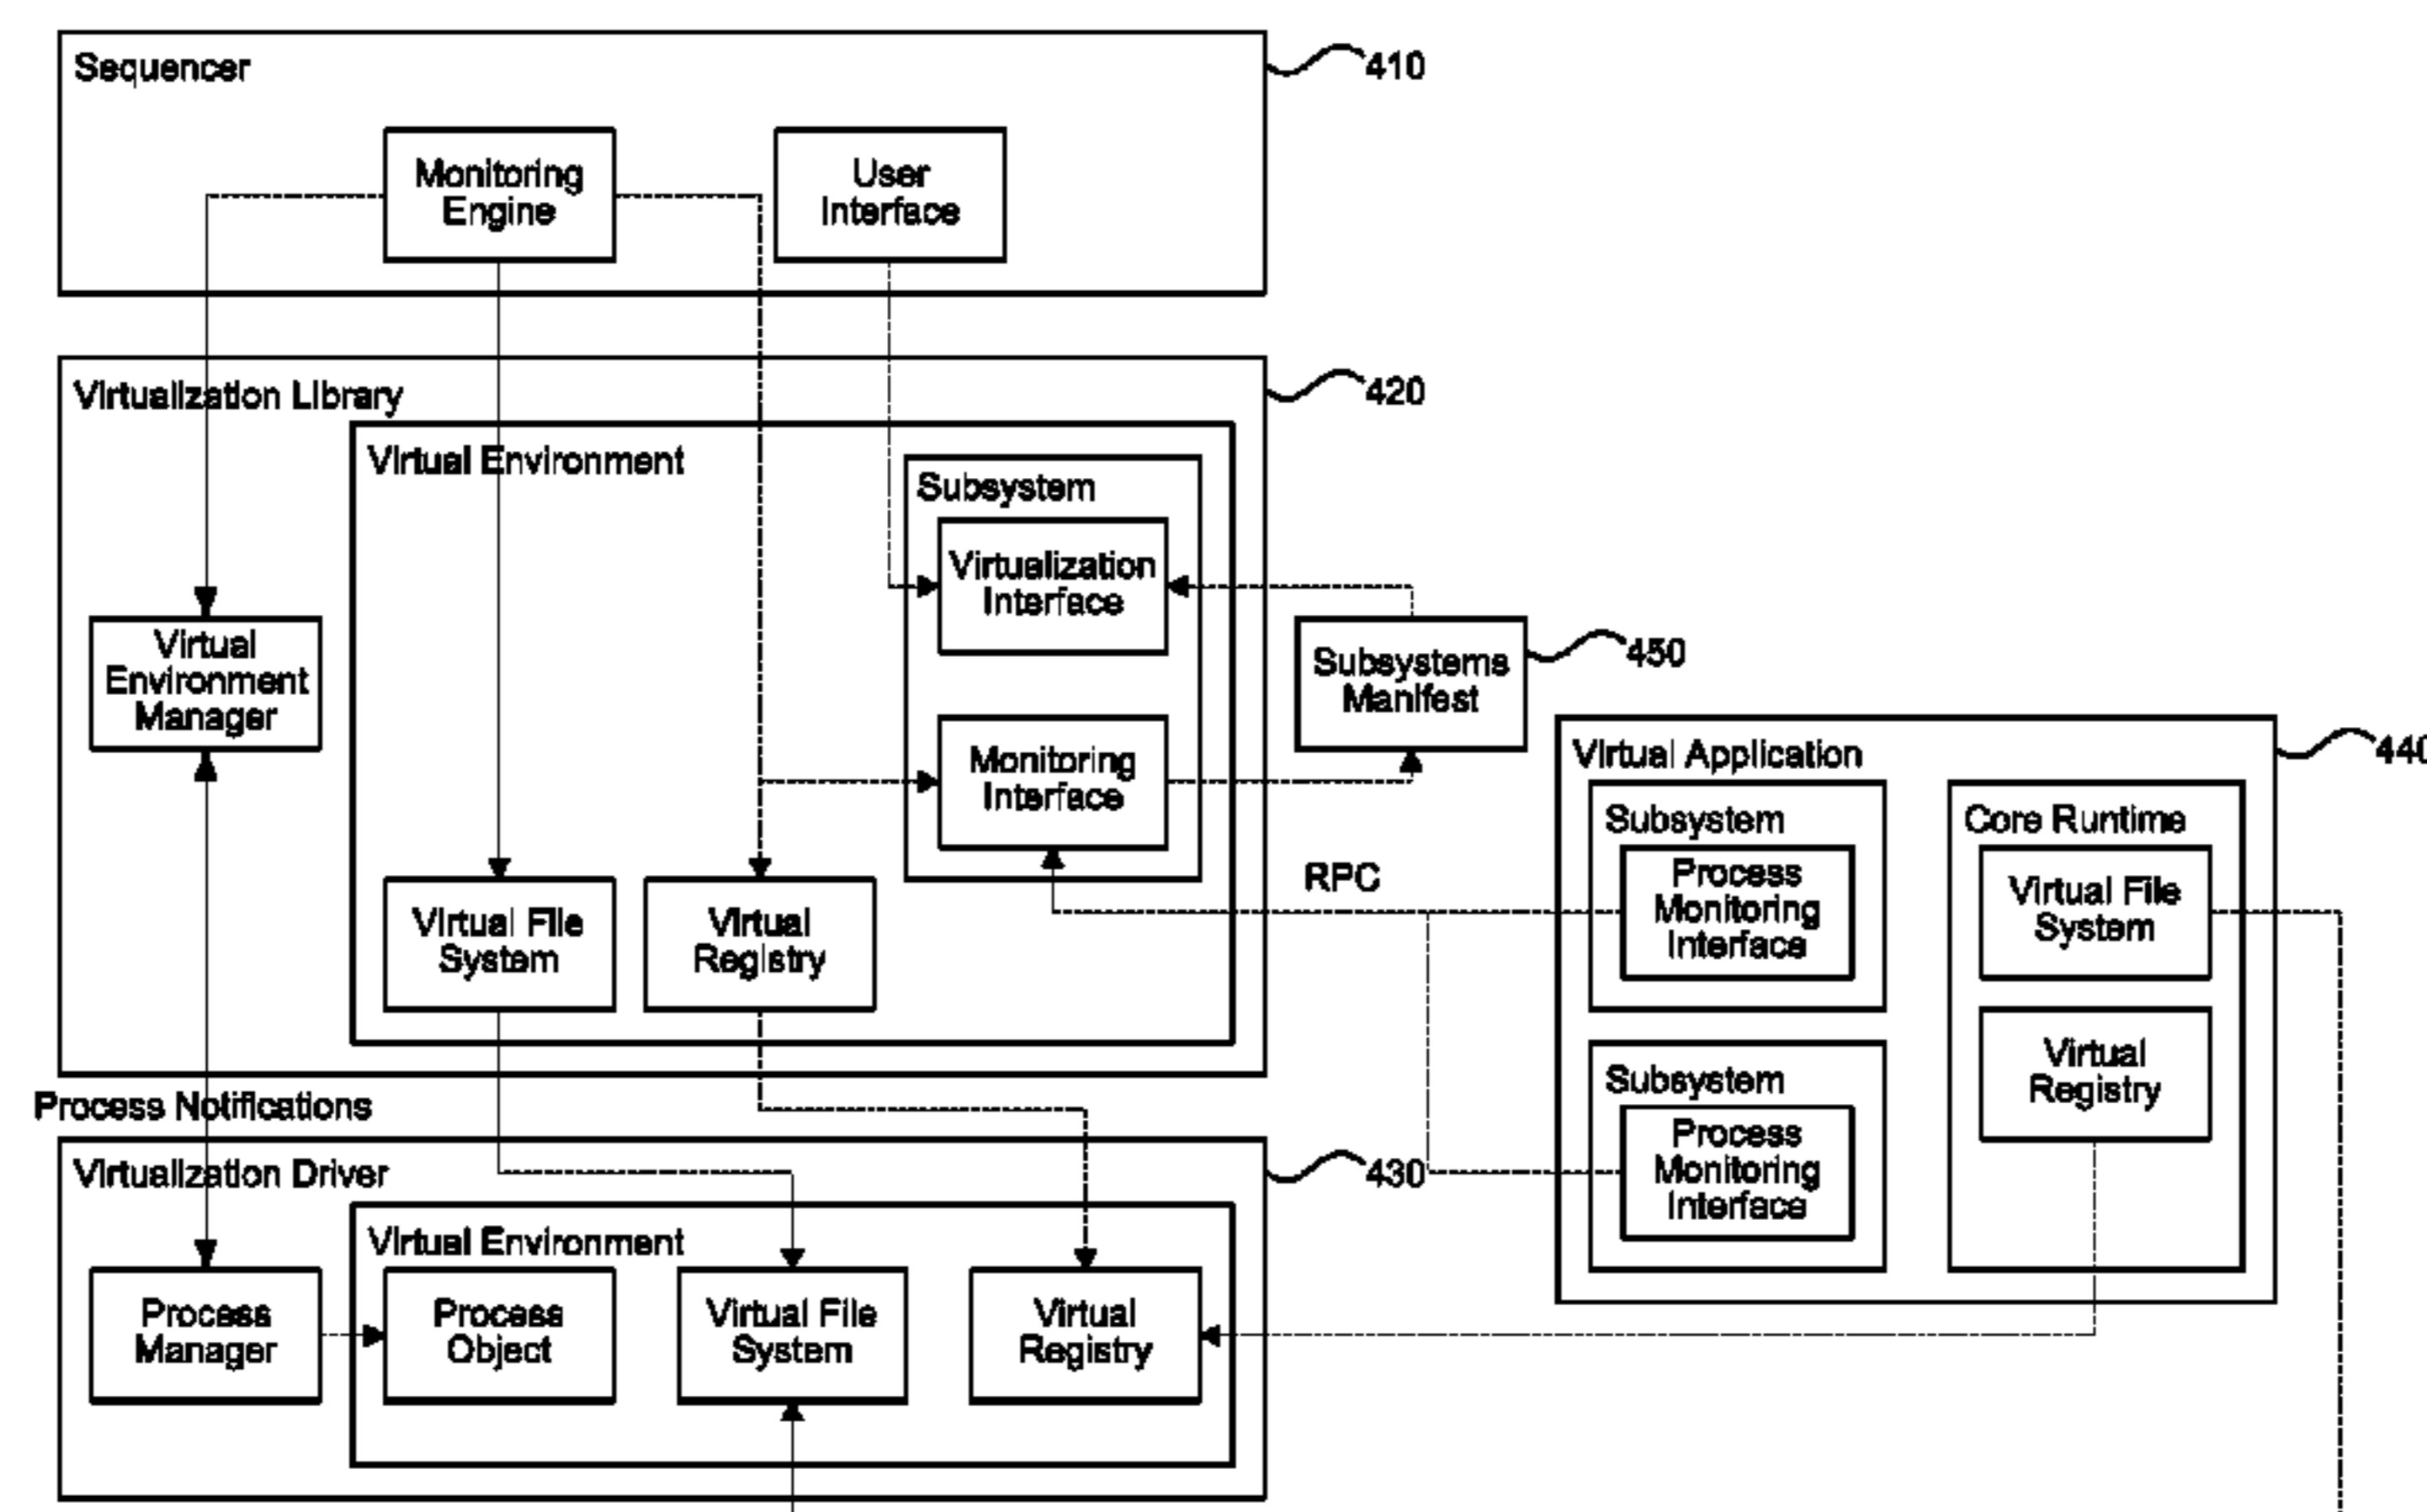 Sequencer
410
Monitoring
Engine
User
Interface
Virtualization Library
420
Virtual Environment
Subsystem
Virtualization
Interface
Virtual
Environment
Manager
Subsystems
Manifest
450
Monitoring
Interface
Virtual Application
440
Subsystem
Core Runtime
Process
Monitoring
Interface
Virtual File
System
RPC
Virtual File
System
Virtual
Registry
Virtual
Registry
Subsystem
Process
Monitoring
Interface
Process Notifications
Virtualization Driver
430
Virtual Environment
Process
Manager
Process
Object
Virtual File
System
Virtual
Registry